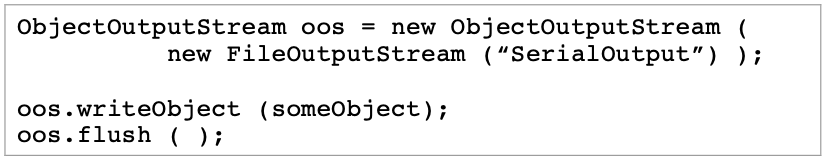 ObjectOutputStream oos = new ObjectOutputStream (
new FileOutputStream (“SerialOutput”) );
oos.writeObject (someObject);
oos.flush ( );